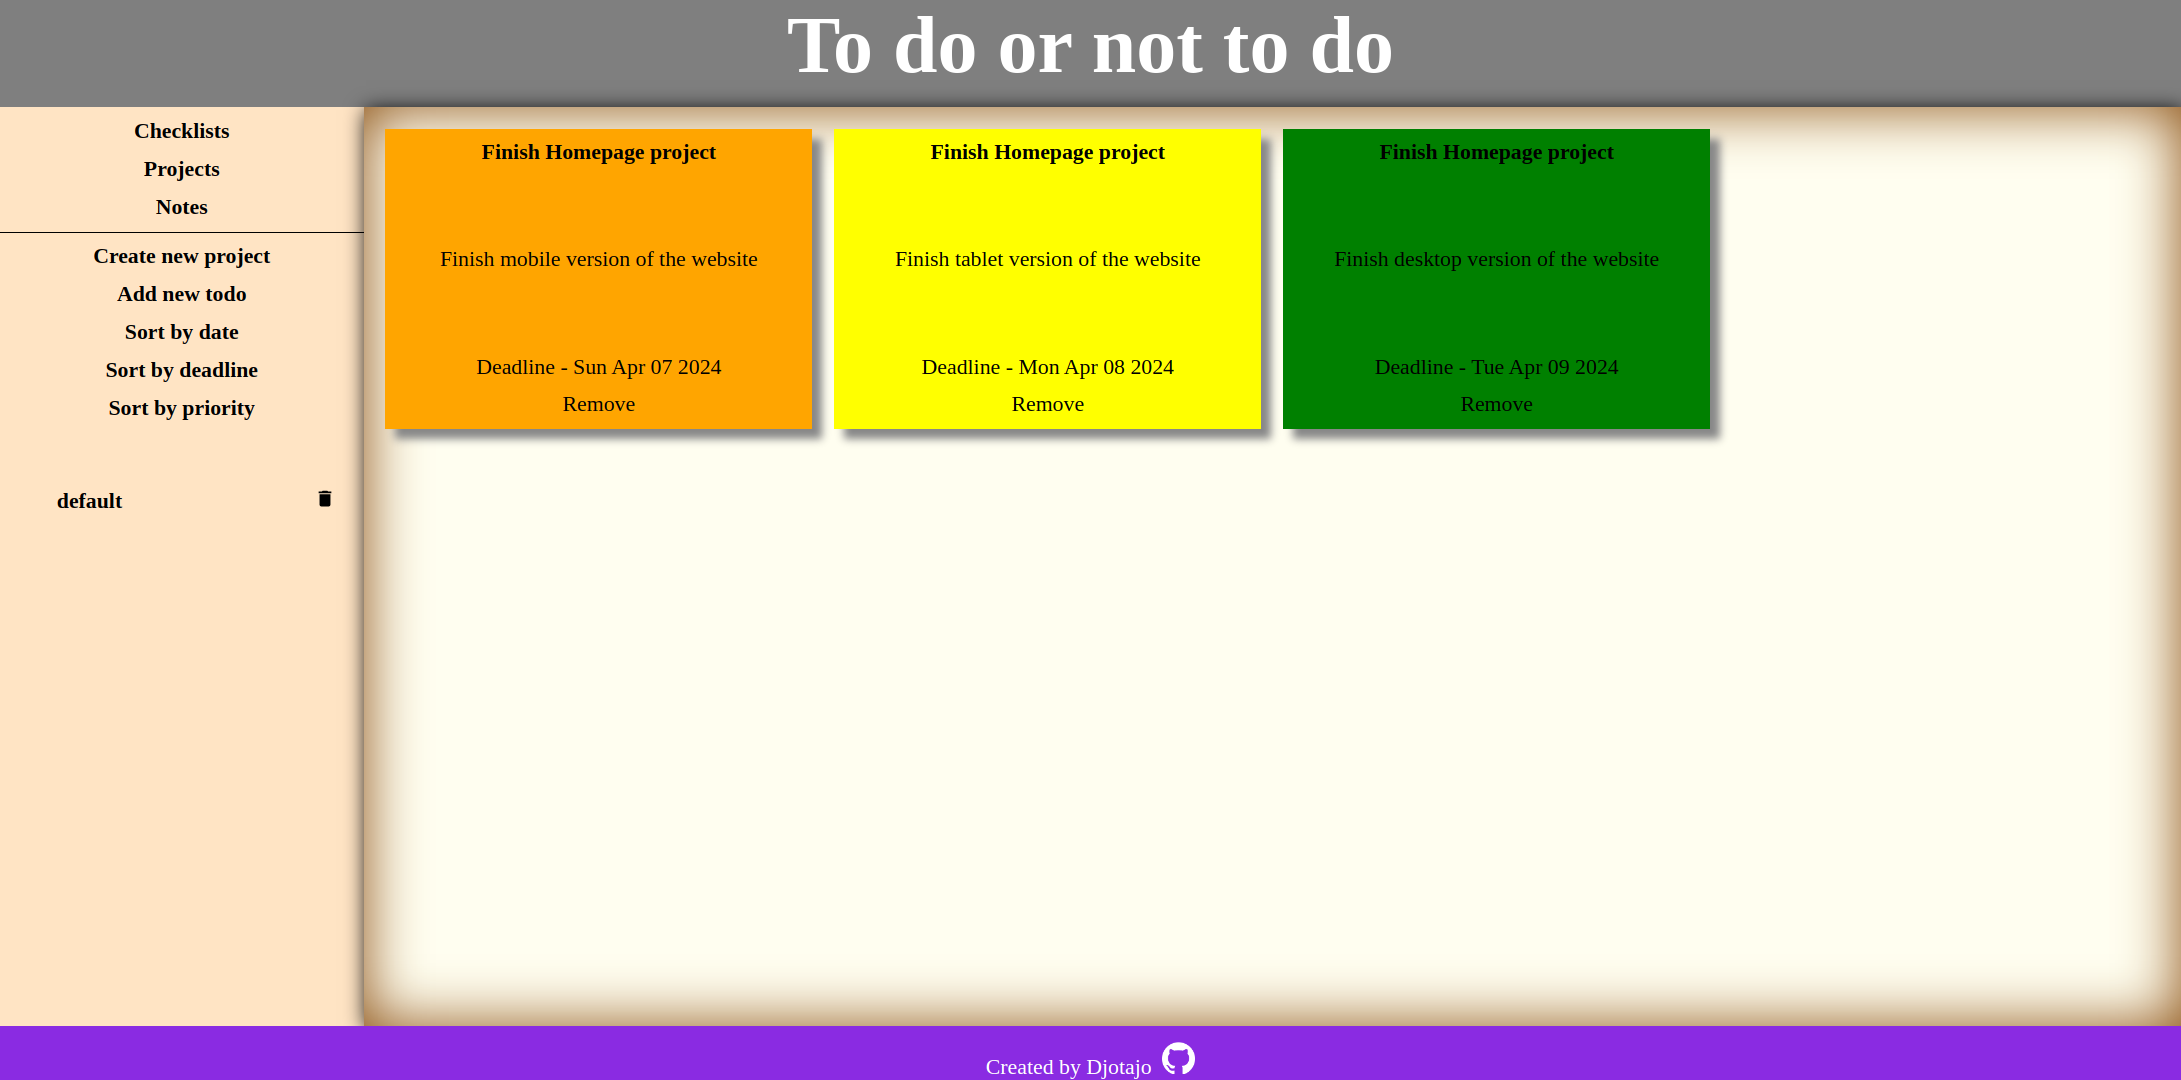 To do or not to do
Checklists
Projects
Notes
Create new project
Add new todo
Sort by date
Sort by deadline
Sort by priority
default
Finish Homepage project
Finish mobile version of the website
Deadline - Sun Apr 07 2024
Remove
Finish Homepage project
Finish tablet version of the website
Deadline - Mon Apr 08 2024
Remove
Finish Homepage project
Finish desktop version of the website
Deadline - Tue Apr 09 2024
Remove
Created by Djotajo